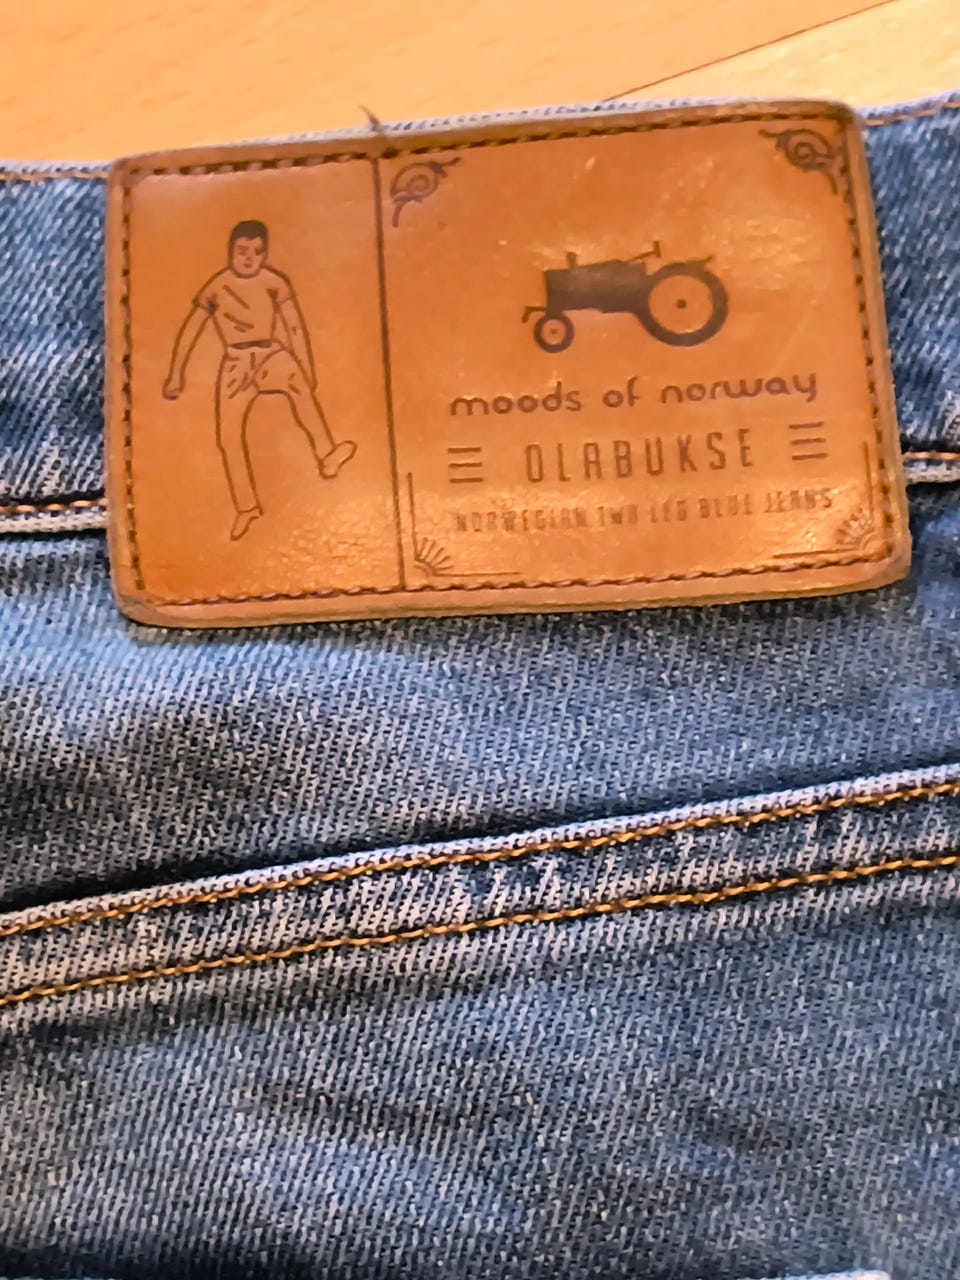 moods of norway
OLABUKSE
NORWEGIAN TWO LEG BLUE JEANS